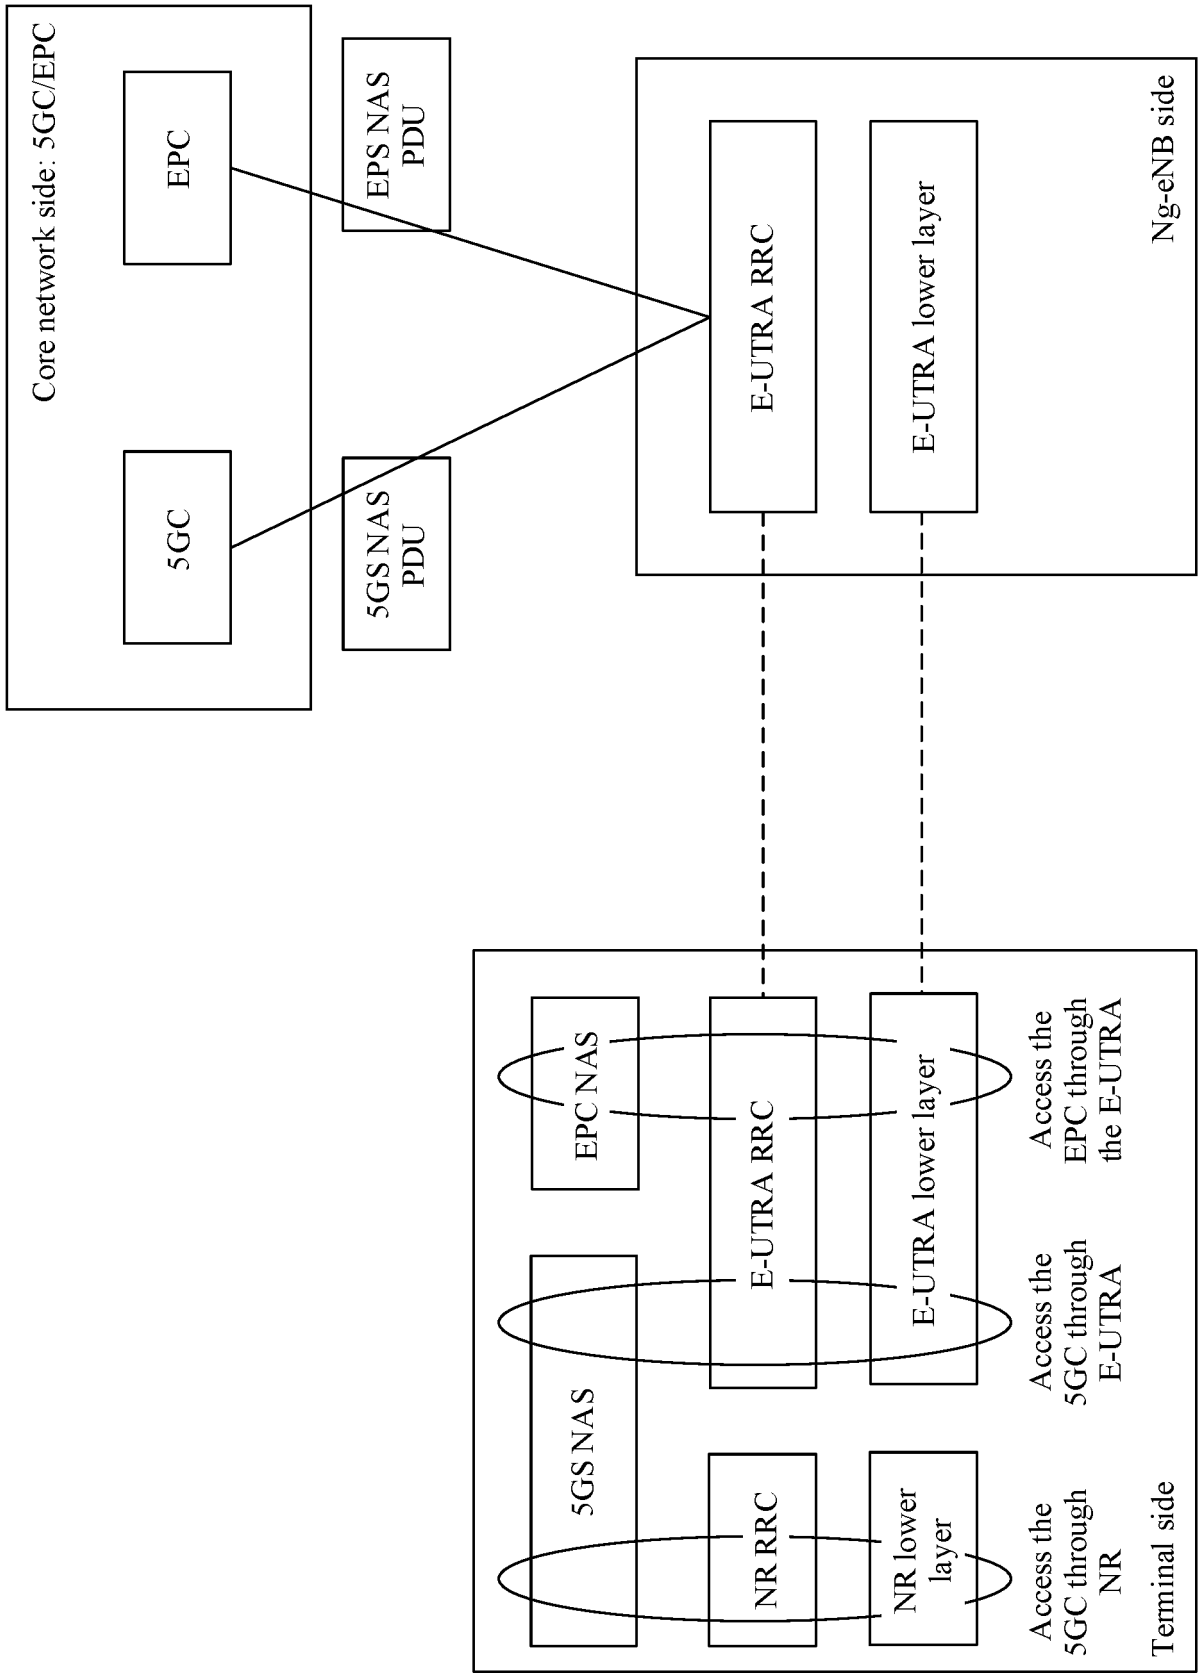 Core network side: 5GC/EPC
5GC
EPC
5GS NAS
PDU
EPS NAS
PDU
5GS NAS
EPC NAS
NR RRC
E-UTRA RRC
E-UTRA RRC
NR lower
layer
E-UTRA lower layer
E-UTRA lower layer
Access the
5GC through
NR
Access the
5GC through
E-UTRA
Access the
EPC through
the E-UTRA
Terminal side
Ng-eNB side